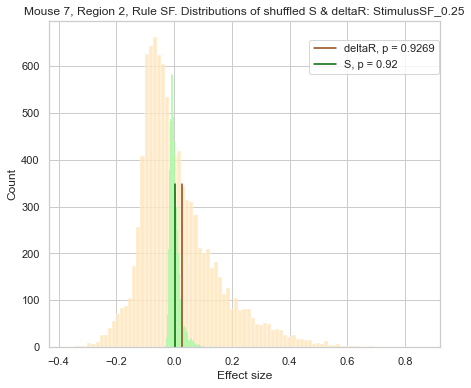 Mouse 7, Region 2, Rule SF. Distributions of shuffled S & deltaR: StimulusSF_0.25
deltaR, p = 0.9269
S, p = 0.92
Count
600
500
400
300
200
100
0
−0.4 −0.2 0.0 0.2 0.4 0.6 0.8
Effect size